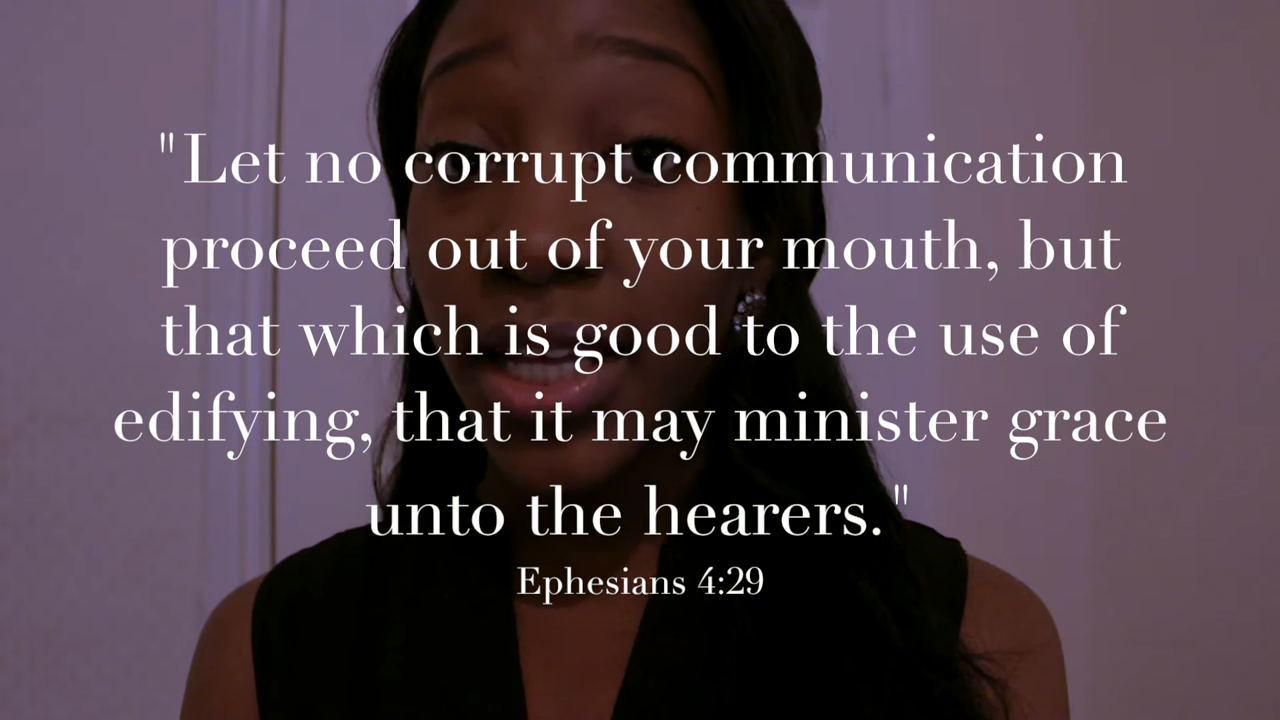 "Let no corrupt communication
proceed out of your mouth, but
that which is good to the use of
edifying, that it may minister grace
unto the hearers."
Ephesians 4:29